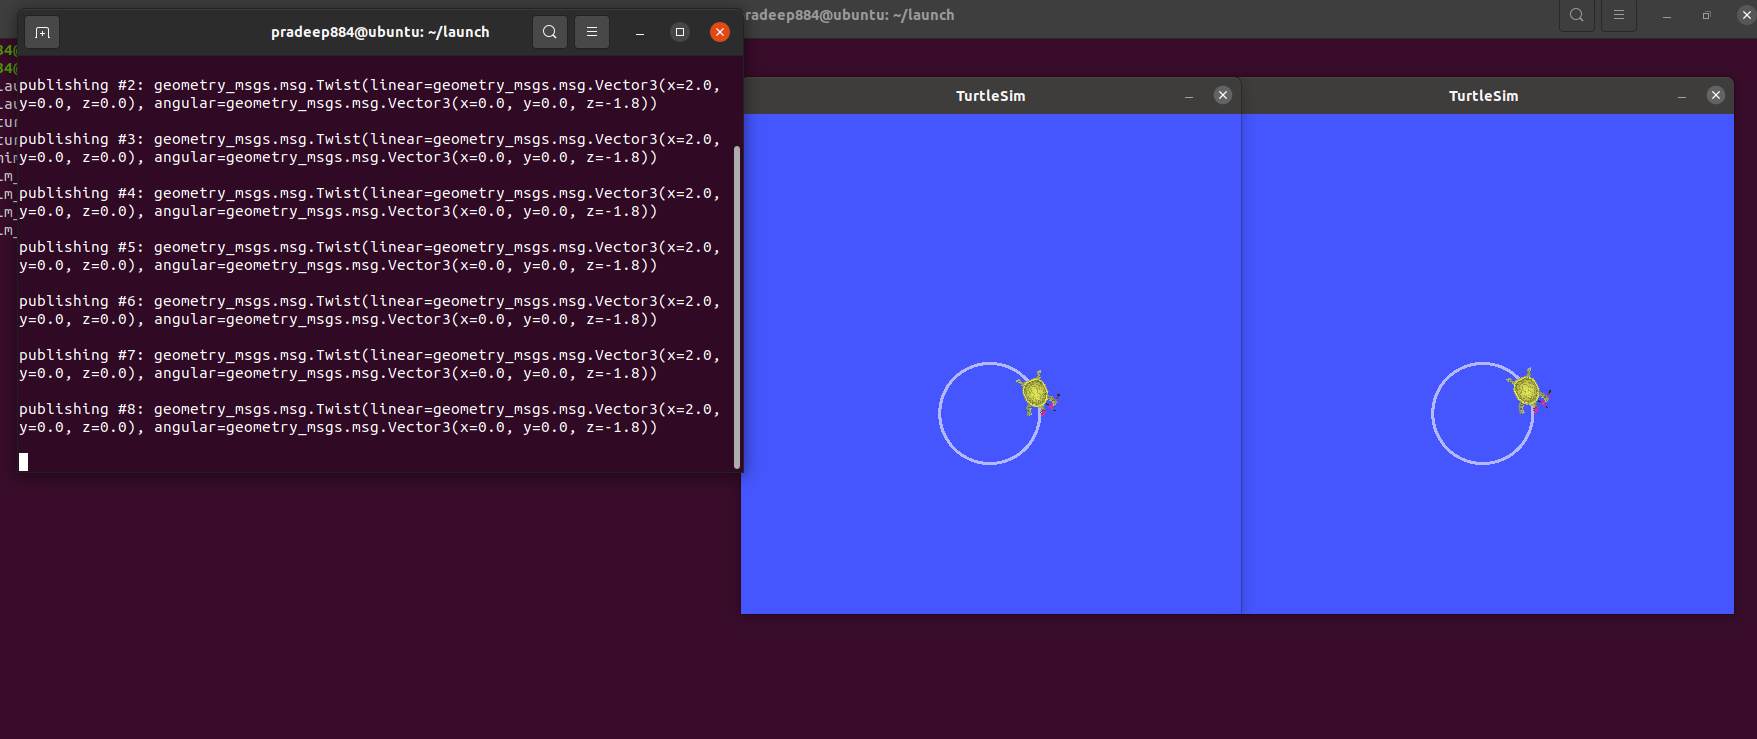 pradeep884@ubuntu: ~/launch
publishing #2: geometry_msgs.msg.Twist(linear=geometry_msgs.msg.Vector3(x=2.0,
y=0.0, z=0.0), angular=geometry_msgs.msg.Vector3(x=0.0, y=0.0, z=-1.8))
publishing #3: geometry_msgs.msg.Twist(linear=geometry_msgs.msg.Vector3(x=2.0,
y=0.0, z=0.0), angular=geometry_msgs.msg.Vector3(x=0.0, y=0.0, z=-1.8))
publishing #4: geometry_msgs.msg.Twist(linear=geometry_msgs.msg.Vector3(x=2.0,
y=0.0, z=0.0), angular=geometry_msgs.msg.Vector3(x=0.0, y=0.0, z=-1.8))
publishing #5: geometry_msgs.msg.Twist(linear=geometry_msgs.msg.Vector3(x=2.0,
y=0.0, z=0.0), angular=geometry_msgs.msg.Vector3(x=0.0, y=0.0, z=-1.8))
publishing #6: geometry_msgs.msg.Twist(linear=geometry_msgs.msg.Vector3(x=2.0,
y=0.0, z=0.0), angular=geometry_msgs.msg.Vector3(x=0.0, y=0.0, z=-1.8))
publishing #7: geometry_msgs.msg.Twist(linear=geometry_msgs.msg.Vector3(x=2.0,
y=0.0, z=0.0), angular=geometry_msgs.msg.Vector3(x=0.0, y=0.0, z=-1.8))
publishing #8: geometry_msgs.msg.Twist(linear=geometry_msgs.msg.Vector3(x=2.0,
y=0.0, z=0.0), angular=geometry_msgs.msg.Vector3(x=0.0, y=0.0, z=-1.8))
radeep884@ubuntu: ~/launch
TurtleSim
TurtleSim